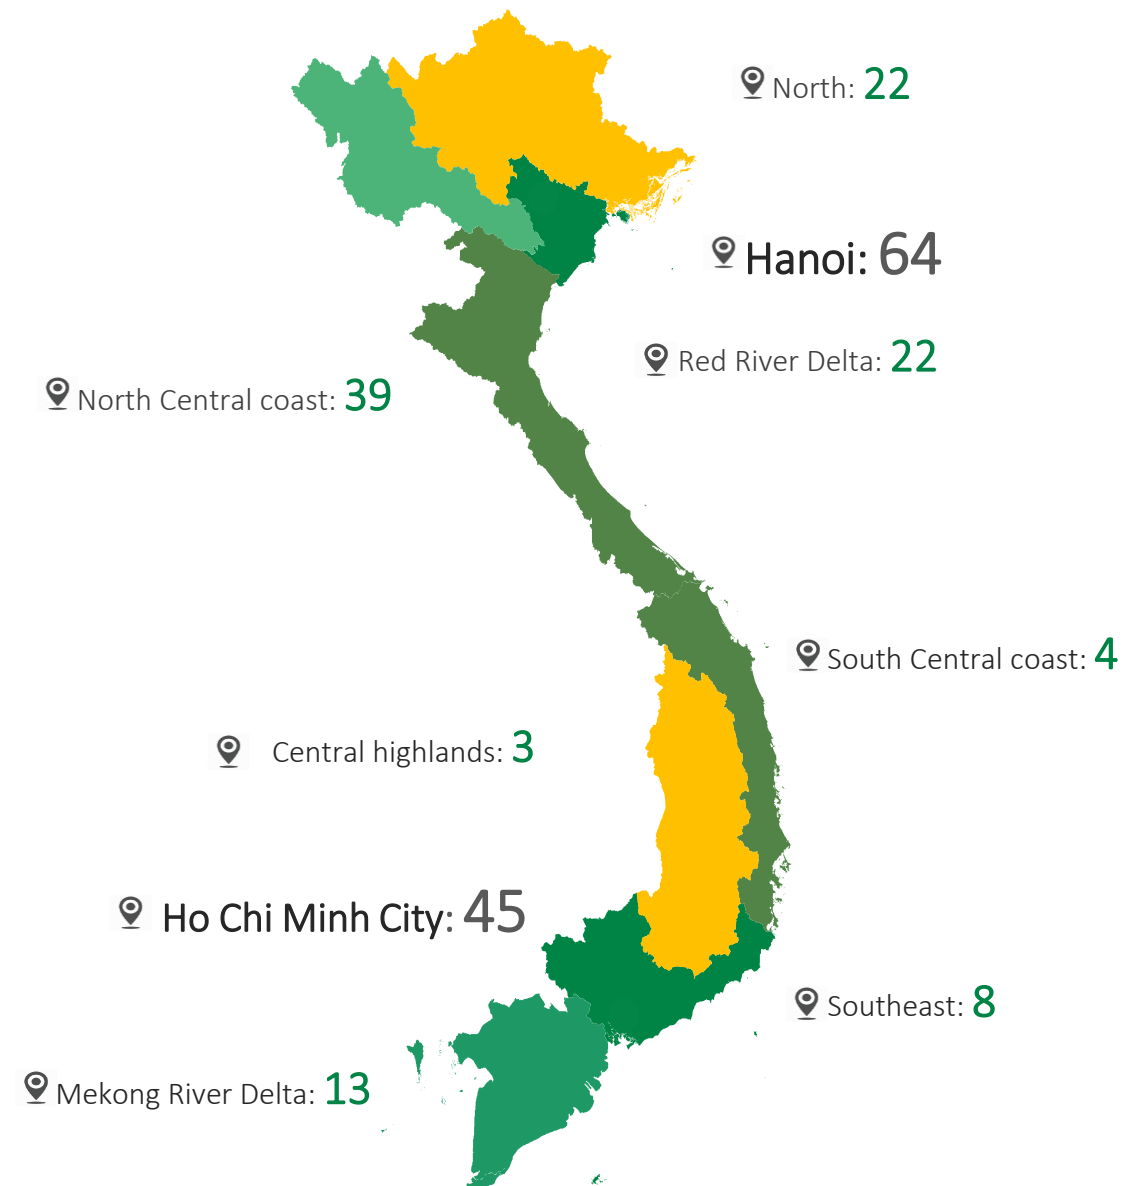 North: 22
Hanoi: 64
Red River Delta: 22
North Central coast: 39
South Central coast: 4
Central highlands: 3
Ho Chi Minh City: 45
Southeast: 8
Mekong River Delta: 13